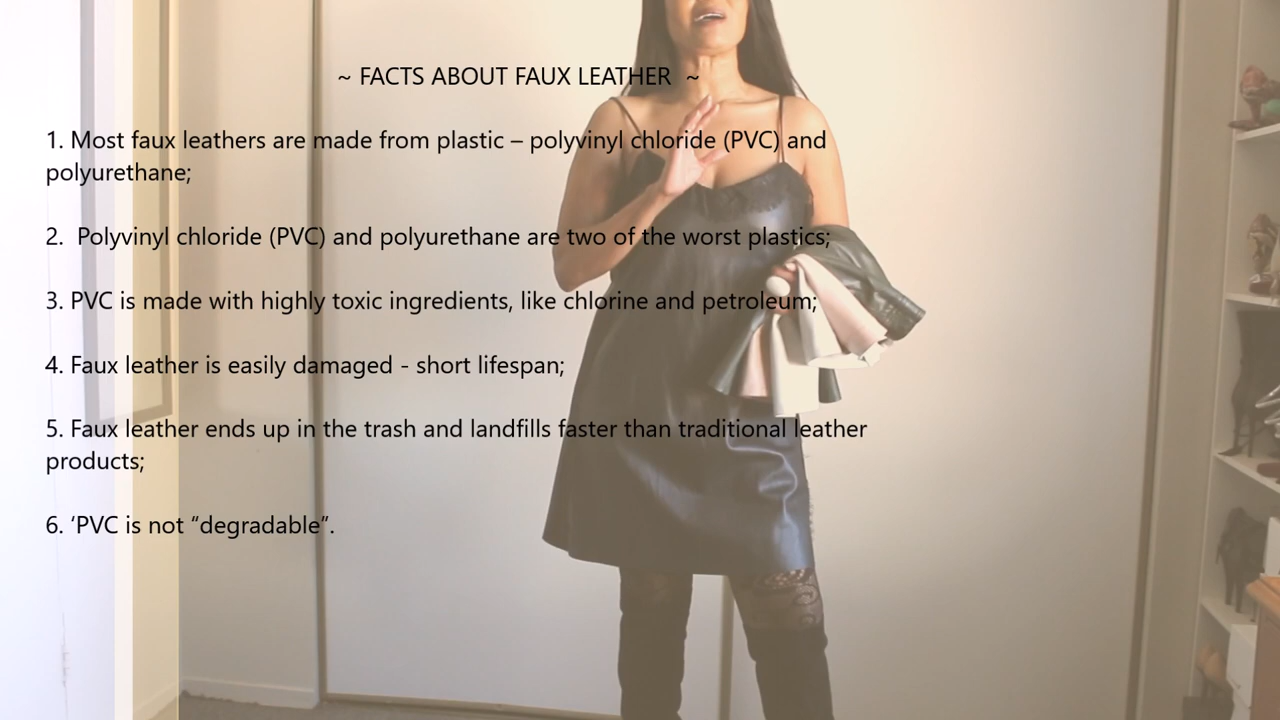 ~ FACTS ABOUT FAUX LEATHER ~
1. Most faux leathers are made from plastic – polyvinyl chloride (PVC) and
polyurethane;
2. Polyvinyl chloride (PVC) and polyurethane are two of the worst plastics;
3. PVC is made with highly toxic ingredients, like chlorine and petroleum;
4. Faux leather is easily damaged - short lifespan;
5. Faux leather ends up in the trash and landfills faster than traditional leather
products;
6. ‘PVC is not “degradable”.